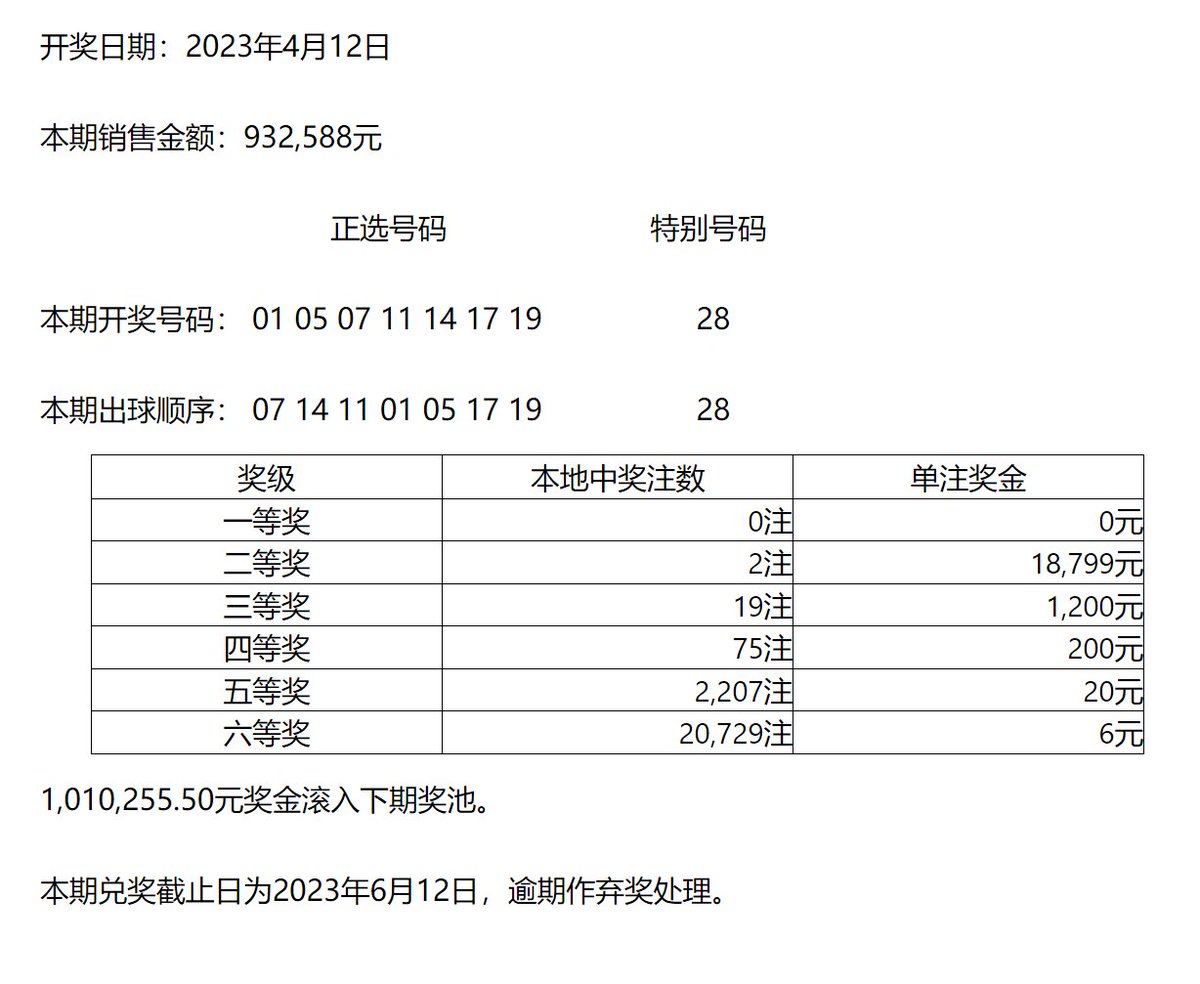 开奖日期：2023年4月12日
本期销售金额：932,588元
正选号码 特别号码
本期开奖号码： 01 05 07 11 14 17 19 28
本期出球顺序： 07 14 11 01 05 17 19 28
奖级 本地中奖注数 单注奖金
一等奖 0注 0元
二等奖 2注 18,799元
三等奖 19注 1,200元
四等奖 75注 200元
五等奖 2,207注 20元
六等奖 20,729注 6元
1,010,255.50元奖金滚入下期奖池。
本期兑奖截止日为2023年6月12日，逾期作弃奖处理。